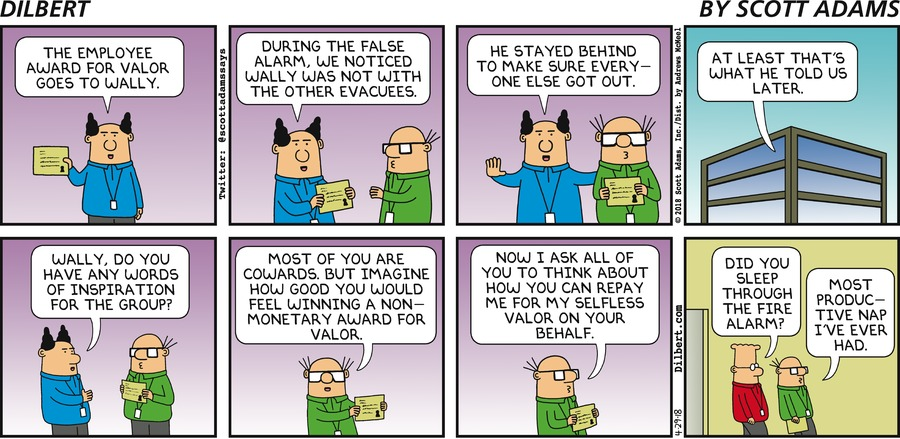 DILBERT
BY SCOTT ADAMS
THE EMPLOYEE
AWARD FOR VALOR
GOES TO WALLY.
Twitter: @scottadamssays
DURING THE FALSE
ALARM, WE NOTICED
WALLY WAS NOT WITH
THE OTHER EVACUEES.
HE STAYED BEHIND
TO MAKE SURE EVERY-
ONE ELSE GOT OUT.
© 2018 Scott Adams, Inc./Dist. by Andrews McMeel
AT LEAST THAT'S
WHAT HE TOLD US
LATER.
WALLY, DO YOU
HAVE ANY WORDS
OF INSPIRATION
FOR THE GROUP?
MOST OF YOU ARE
COWARDS. BUT IMAGINE
HOW GOOD YOU WOULD
FEEL WINNING A NON-
MONETARY AWARD FOR
VALOR.
NOW I ASK ALL OF
YOU TO THINK ABOUT
HOW YOU CAN REPAY
ME FOR MY SELFLESS
VALOR ON YOUR
BEHALF.
4-29-18 Dilbert.com
DID YOU
SLEEP
THROUGH
THE FIRE
ALARM?
MOST
PRODUC-
TIVE NAP
I'VE EVER
HAD.